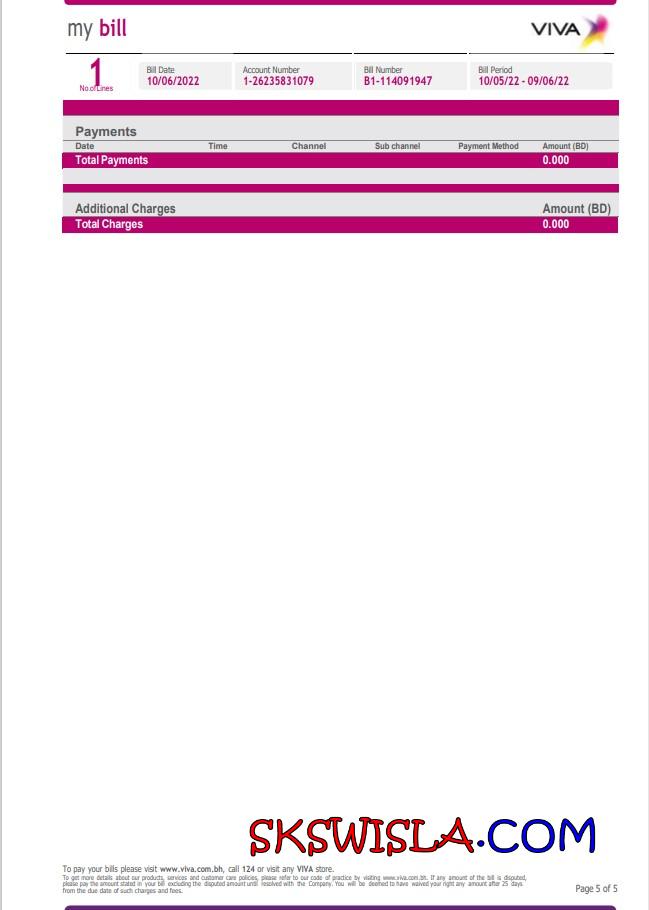 my bill
VIVA
1
No.ofLines
Bill Date
10/06/2022
Account Number
1-26235831079
Bill Number
B1-114091947
Bill Period
10/05/22 - 09/06/22
Payments
Date Time Channel Sub channel Payment Method Amount (BD)
Total Payments 0.000
Additional Charges Amount (BD)
Total Charges 0.000
SKSWISLA.COM
To pay your bills please visit www.viva.com.bh, call 124 or visit any VIVA store.
To get more details about our products, services and customer care policies, please refer to our code of practice by visiting www.viva.com.bh. If any amount of the bill is disputed,
please pay the amount stated in your bill excluding the disputed amount until resolved with the Company. You will be deemed to have waived your right any amount after 25 days
from the due date of such charges and fees.
Page 5 of 5